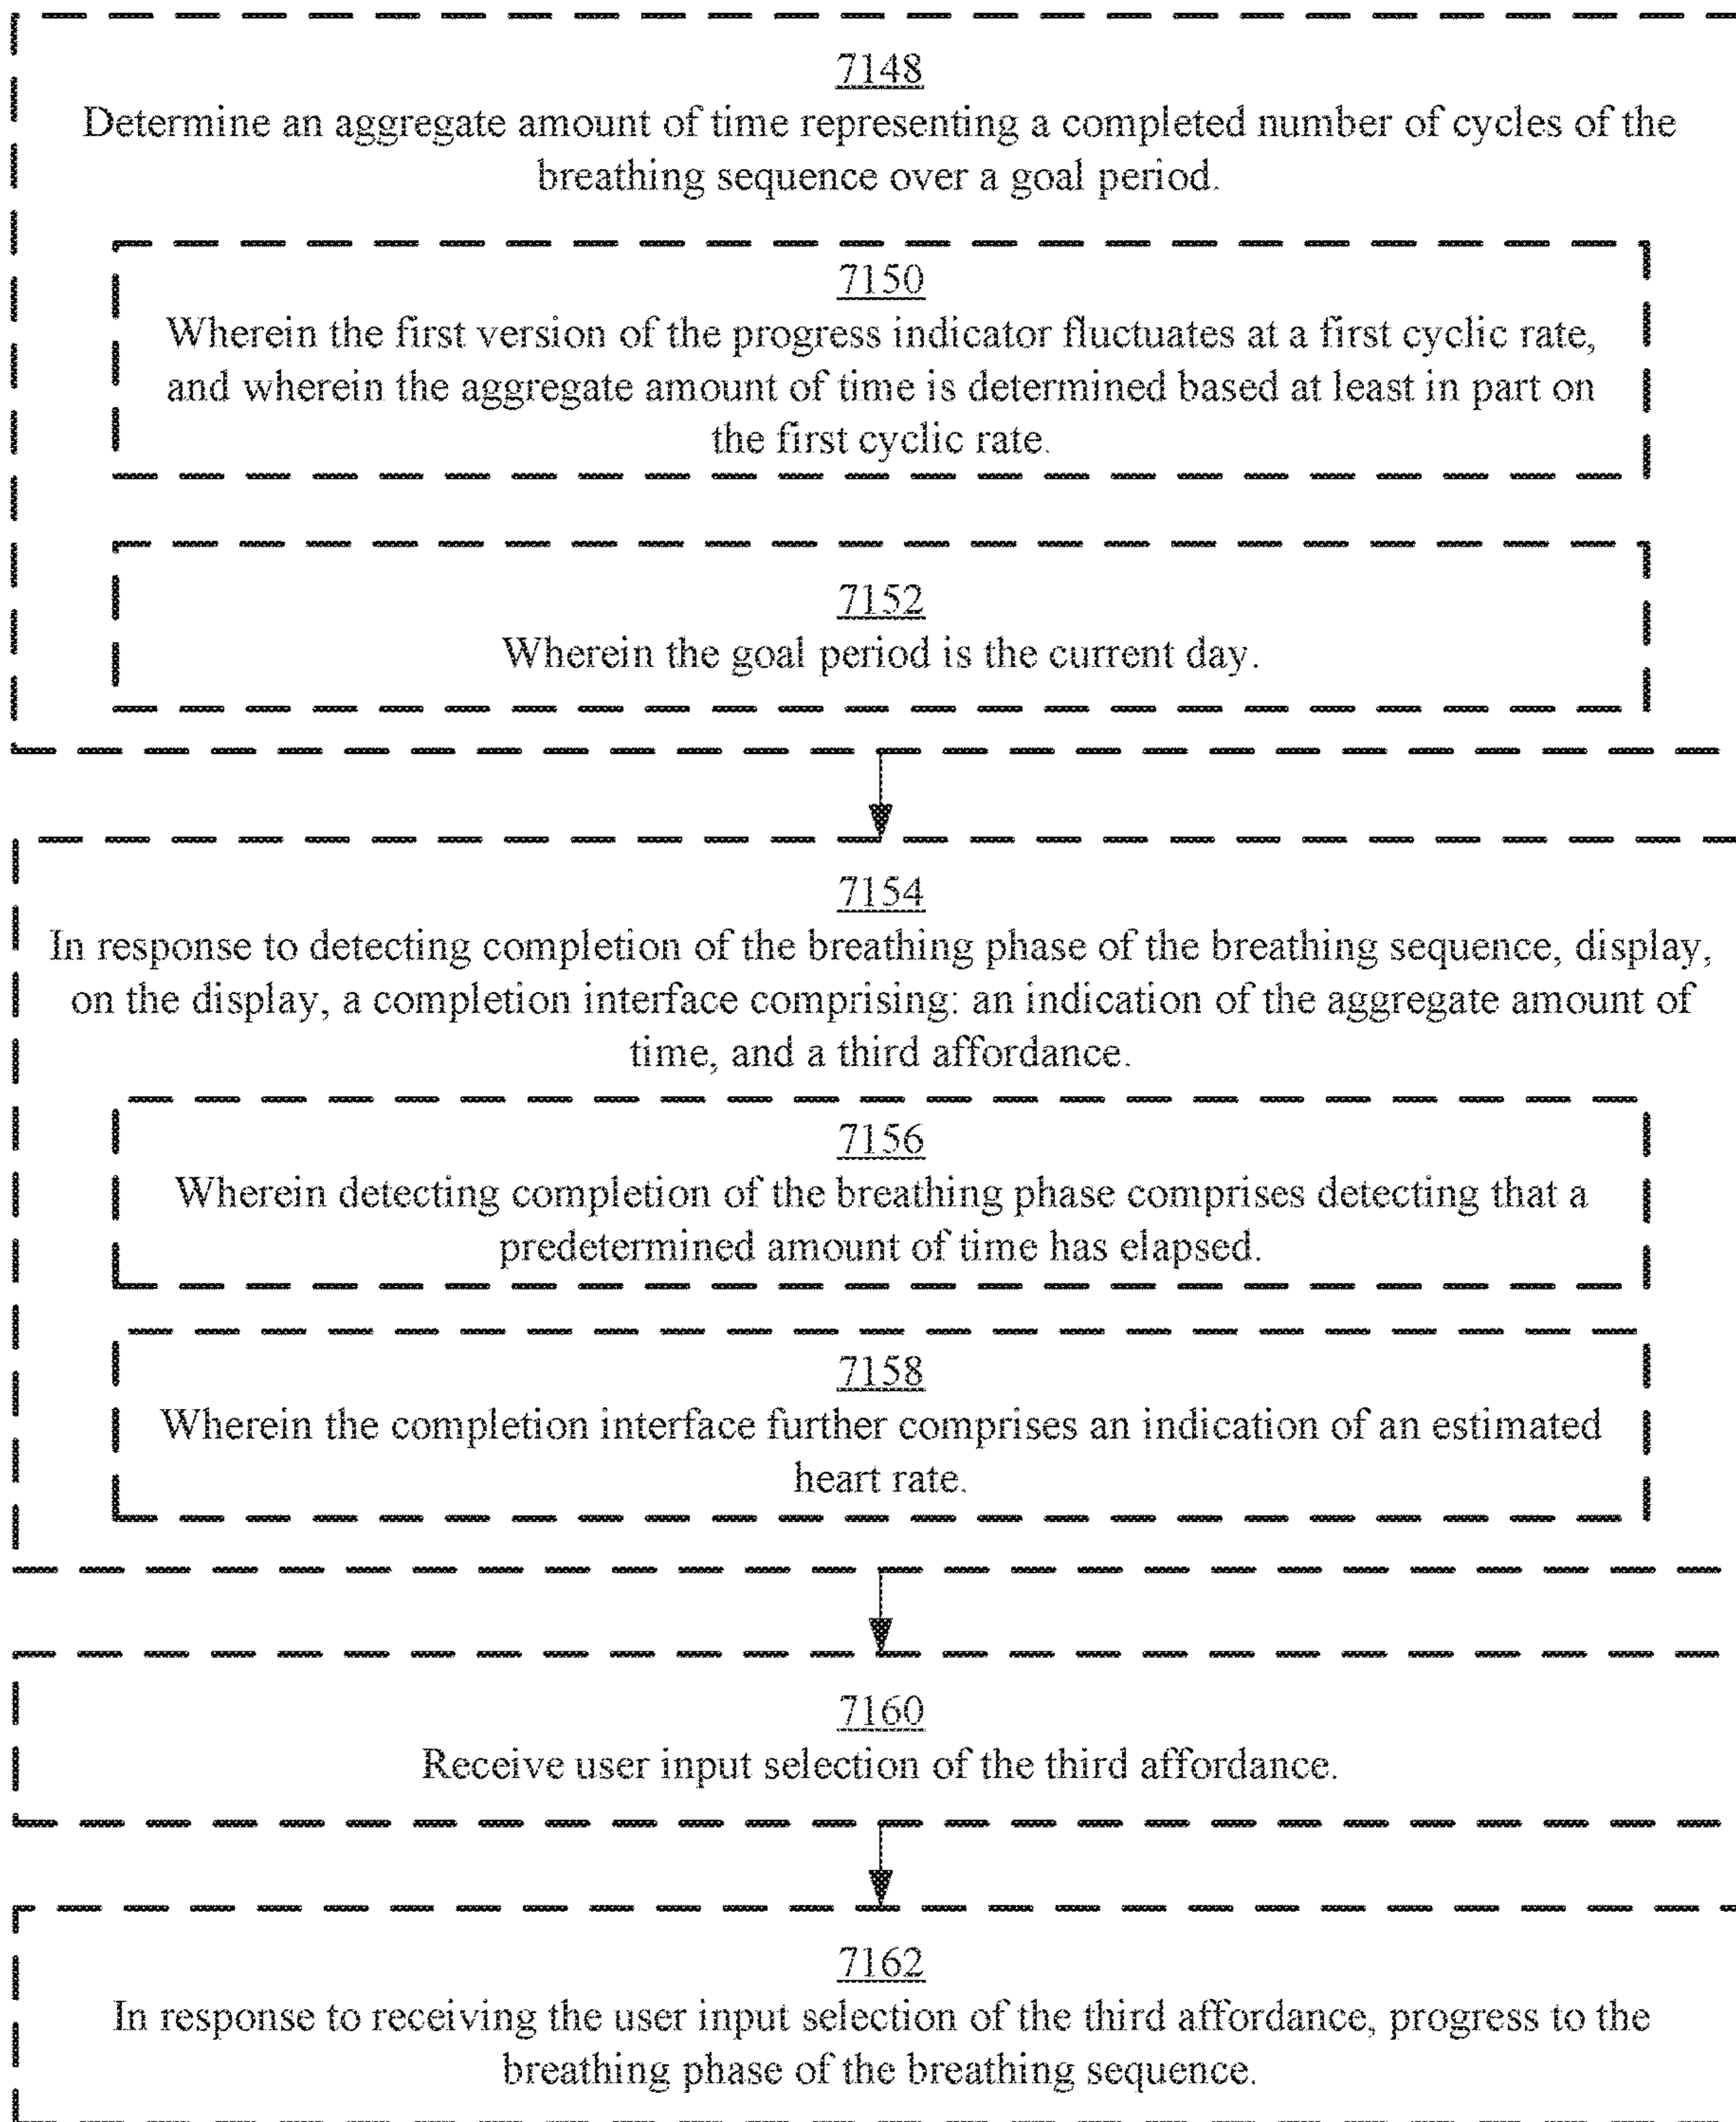 7148
Determine an aggregate amount of time representing a completed number of cycles of the
breathing sequence over a goal period.
7150
Wherein the first version of the progress indicator fluctuates at a first cyclic rate,
and wherein the aggregate amount of time is determined based at least in part on
the first cyclic rate.
7152
Wherein the goal period is the current day.
7154
In response to detecting completion of the breathing phase of the breathing sequence, display,
on the display, a completion interface comprising: an indication of the aggregate amount of
time, and a third affordance.
7156
Wherein detecting completion of the breathing phase comprises detecting that a
predetermined amount of time has elapsed.
7158
Wherein the completion interface further comprises an indication of an estimated
heart rate.
7160
Receive user input selection of the third affordance.
7162
In response to receiving the user input selection of the third affordance, progress to the
breathing phase of the breathing sequence.